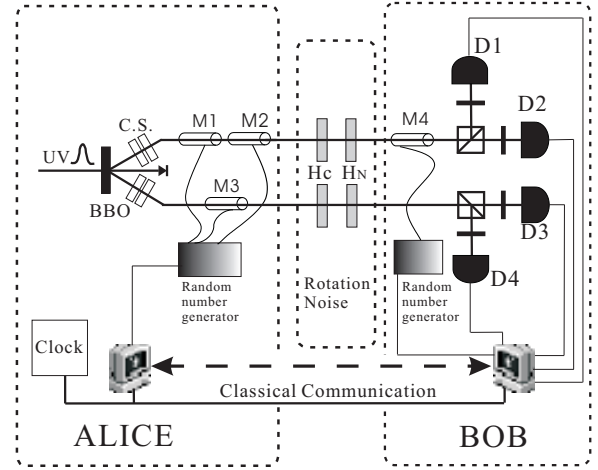 D1
C.S.
M1
M2
M4
D2
UV
Hc
HN
BBO
M3
D3
D4
Random
number
generator
Rotation
Noise
Random
number
generator
Clock
Classical Communication
ALICE
BOB